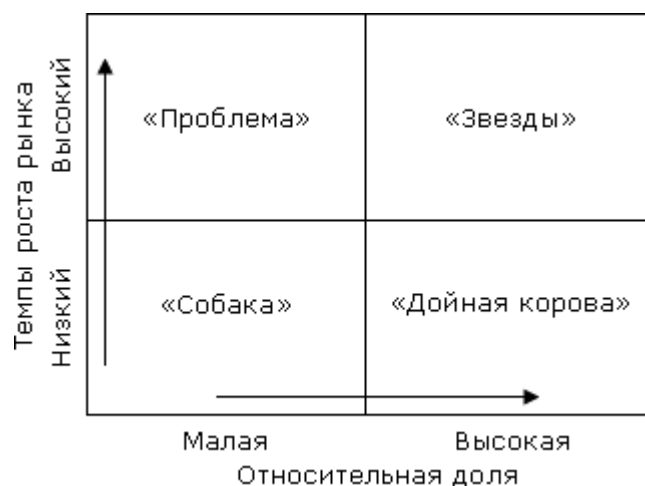 Темпы роста рынка
Высокий
Низкий
«Проблема»
«Звезды»
«Собака»
«Дойная корова»
Малая
Высокая
Относительная доля